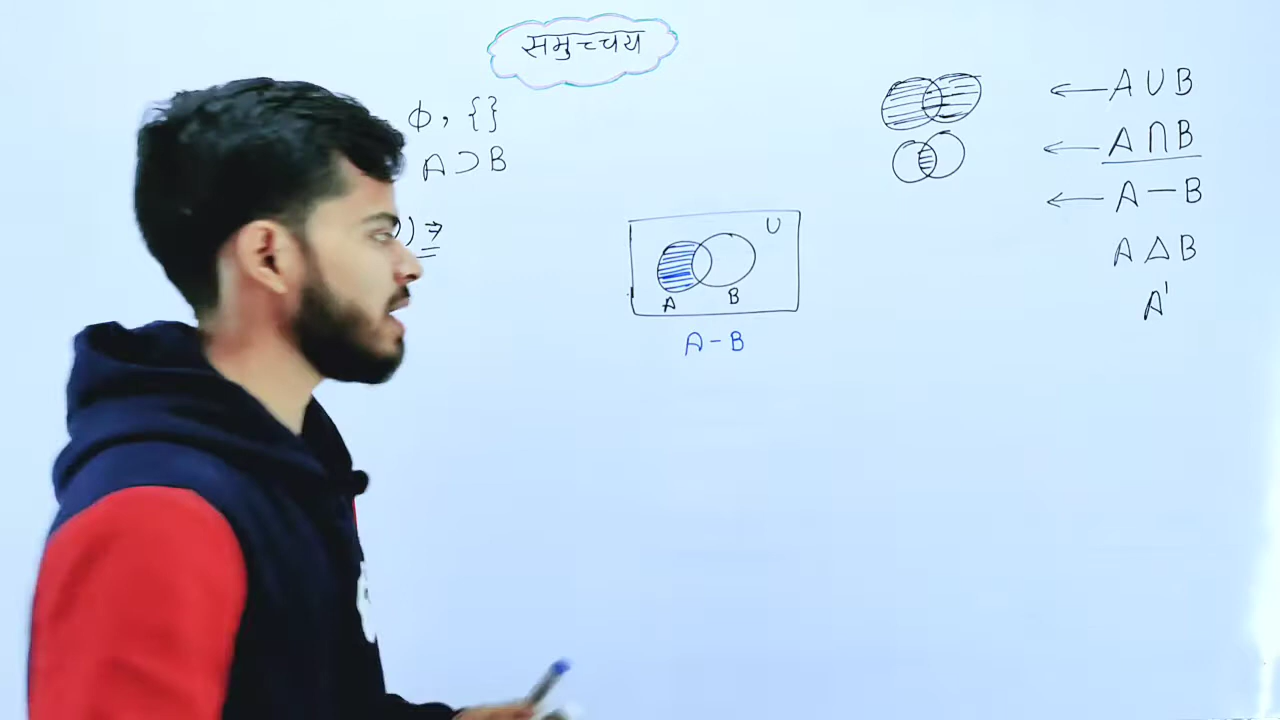 समुच्चय
ϕ, {}
A ⊃ B
) ⇒
U
A B
A - B
← A ∪ B
← A ∩ B
← A - B
A △ B
A'